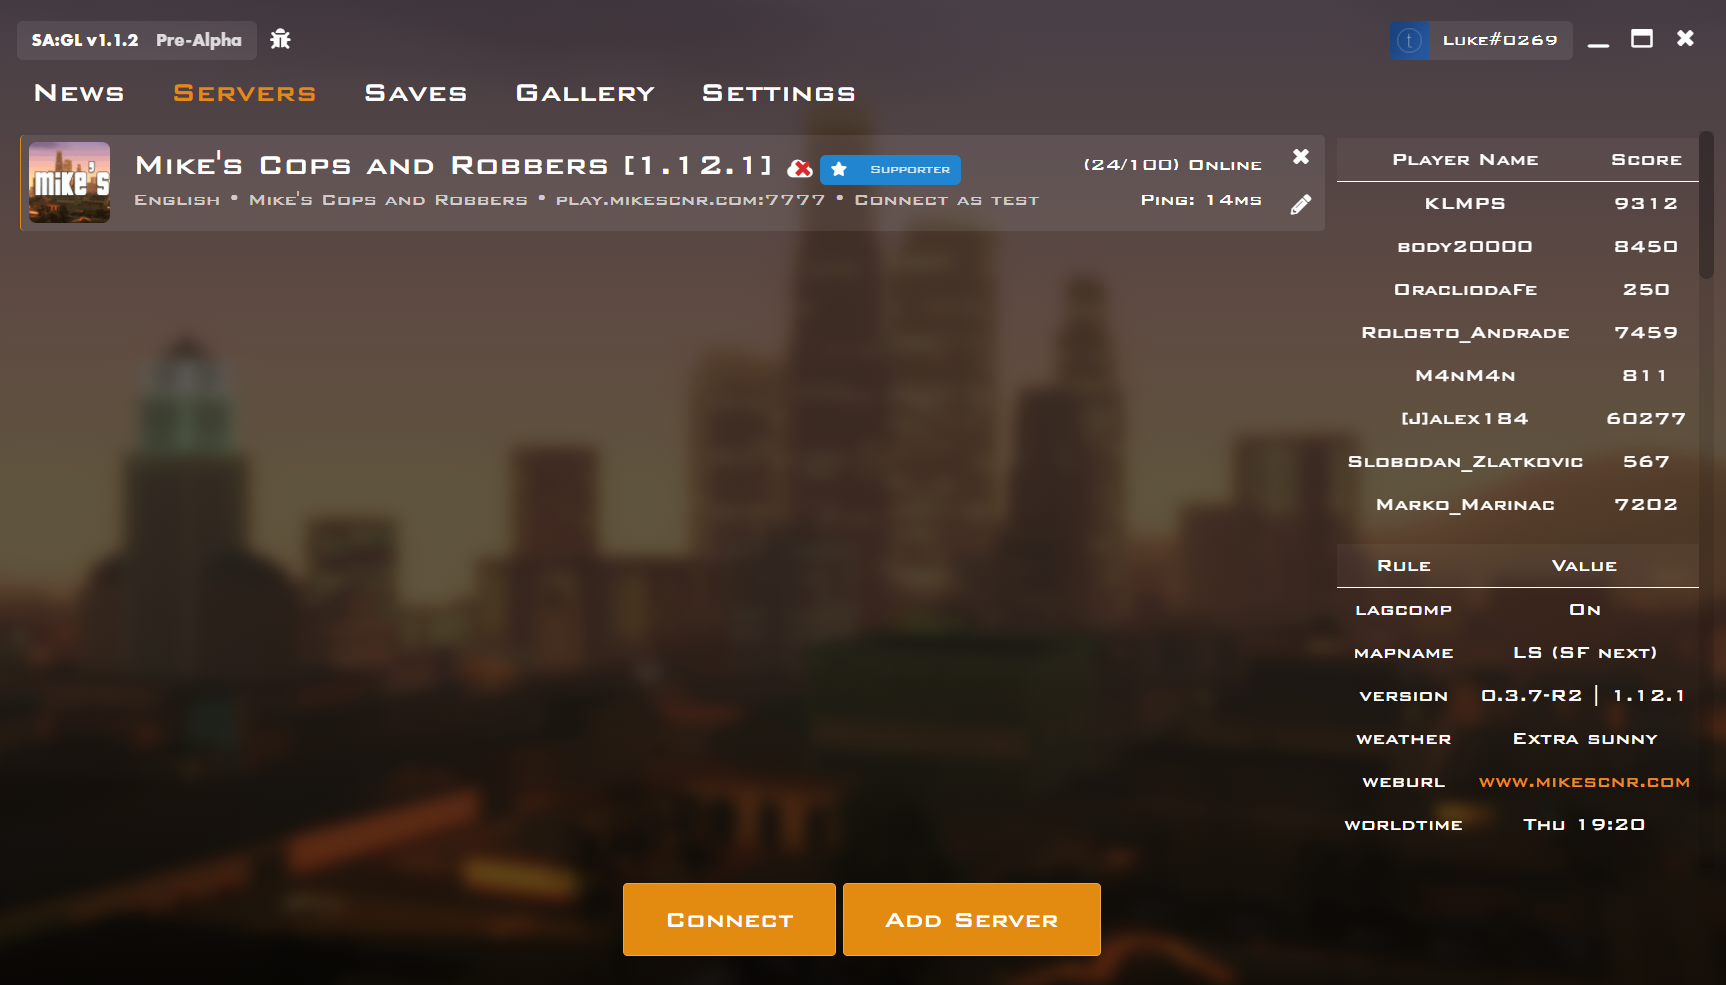 SA:GL v1.1.2 Pre-Alpha
t Luke#0269
News Servers Saves Gallery Settings
mike's
Mike's Cops and Robbers [1.12.1] Supporter (24/100) Online
English • Mike's Cops and Robbers • play.mikescnr.com:7777 • Connect as test Ping: 14ms
Player Name Score
KLMPS 9312
body20000 8450
OracliodaFe 250
Rolosto_Andrade 7459
M4nM4n 811
[J]alex184 60277
Slobodan_Zlatkovic 567
Marko_Marinac 7202
Rule Value
lagcomp On
mapname LS (SF next)
version 0.3.7-R2 | 1.12.1
weather Extra sunny
weburl www.mikescnr.com
worldtime Thu 19:20
Connect Add Server